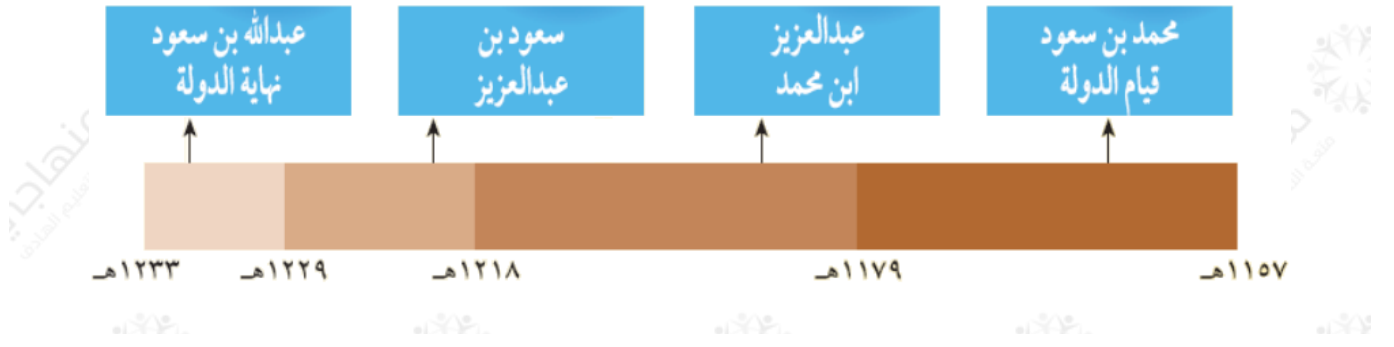 محمد بن سعود
قيام الدولة
عبدالعزيز
ابن محمد
سعود بن
عبدالعزيز
عبدالله بن سعود
نهاية الدولة
١١٥٧هـ
١١٧٩هـ
١٢١٨هـ
١٢٢٩هـ
١٢٣٣هـ